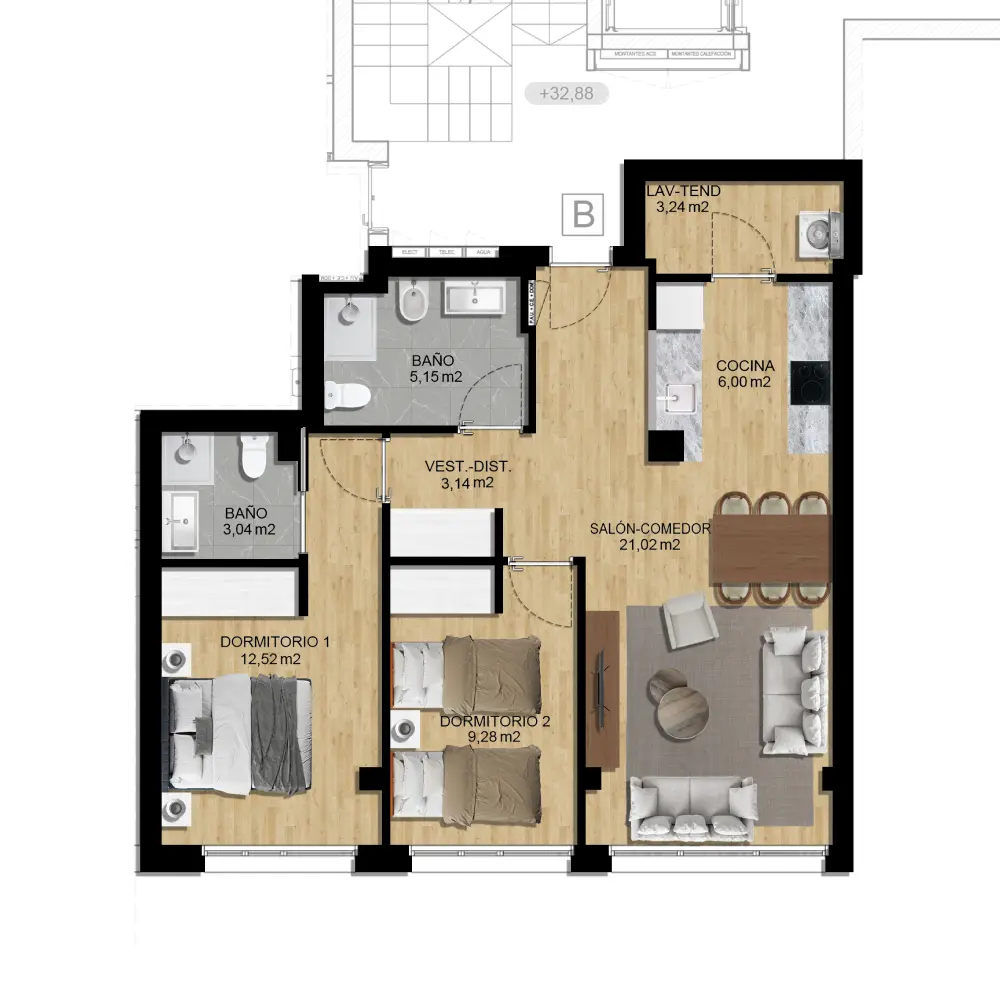 MONTANTES ACS
MONTANTES CALEFACCIÓN
+32,88
LAV-TEND
3,24 m2
B
ELECT
TELEC.
AGUA
BAÑO
5,15 m2
COCINA
6,00 m2
VEST.-DIST.
3,14 m2
BAÑO
3,04 m2
SALÓN-COMEDOR
21,02 m2
DORMITORIO 1
12,52 m2
DORMITORIO 2
9,28 m2